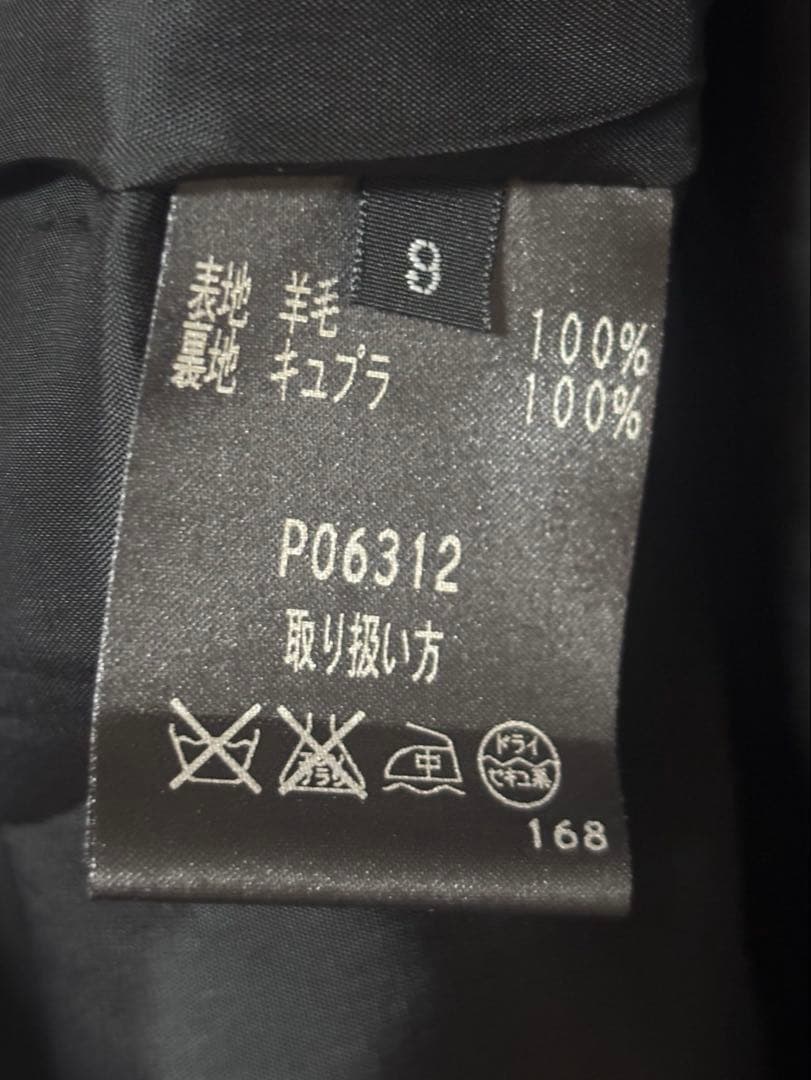 9
表地 羊毛 100%
裏地 キュプラ 100%
P06312
取り扱い方
中
ドライ
セキユ系
168